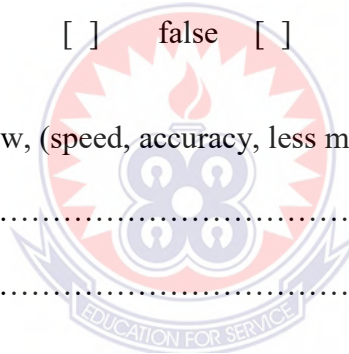 [ ] false [ ]
w, (speed, accuracy, less m
……………………………
……………………………
EDUCATION FOR SERVICE